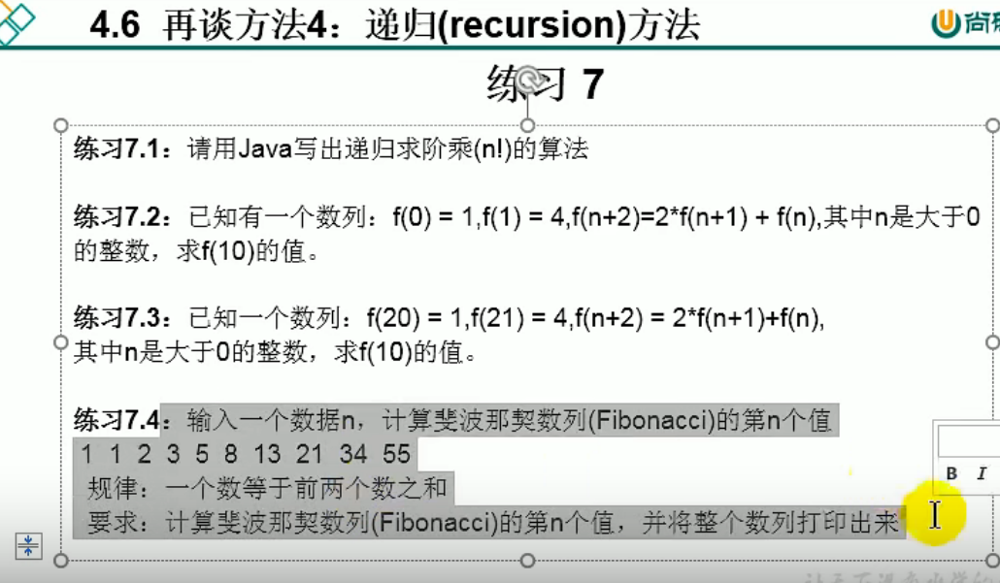 4.6 再谈方法4：递归(recursion)方法
尚
练习 7
练习7.1：请用Java写出递归求阶乘(n!)的算法
练习7.2：已知有一个数列：f(0) = 1,f(1) = 4,f(n+2)=2*f(n+1) + f(n),其中n是大于0
的整数，求f(10)的值。
练习7.3：已知一个数列：f(20) = 1,f(21) = 4,f(n+2) = 2*f(n+1)+f(n),
其中n是大于0的整数，求f(10)的值。
练习7.4：输入一个数据n，计算斐波那契数列(Fibonacci)的第n个值
1 1 2 3 5 8 13 21 34 55
规律：一个数等于前两个数之和
要求：计算斐波那契数列(Fibonacci)的第n个值，并将整个数列打印出来
B I